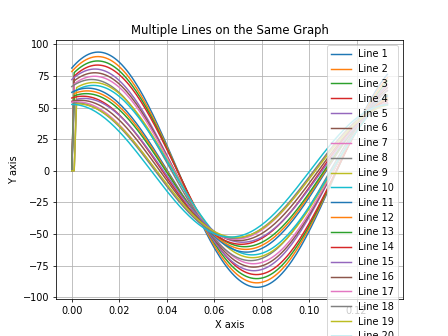 Multiple Lines on the Same Graph
100
75
50
25
0
−25
−50
−75
−100
Y axis
0.00
0.02
0.04
0.06
0.08
0.10
X axis
Line 1
Line 2
Line 3
Line 4
Line 5
Line 6
Line 7
Line 8
Line 9
Line 10
Line 11
Line 12
Line 13
Line 14
Line 15
Line 16
Line 17
Line 18
Line 19
Line 20